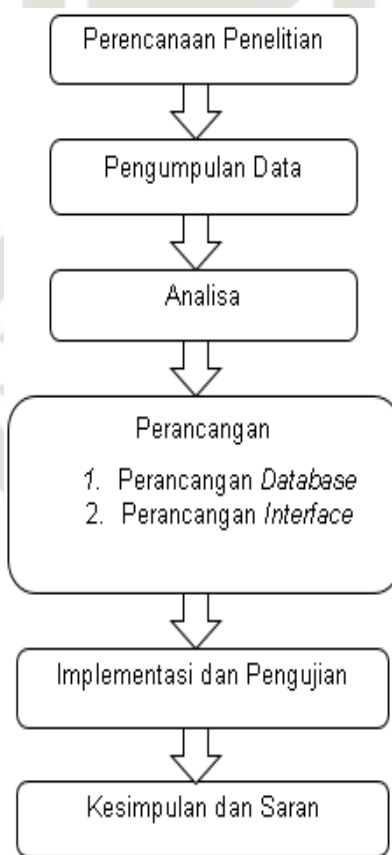 Perencanaan Penelitian
Pengumpulan Data
Analisa
Perancangan
1. Perancangan Database
2. Perancangan Interface
Implementasi dan Pengujian
Kesimpulan dan Saran